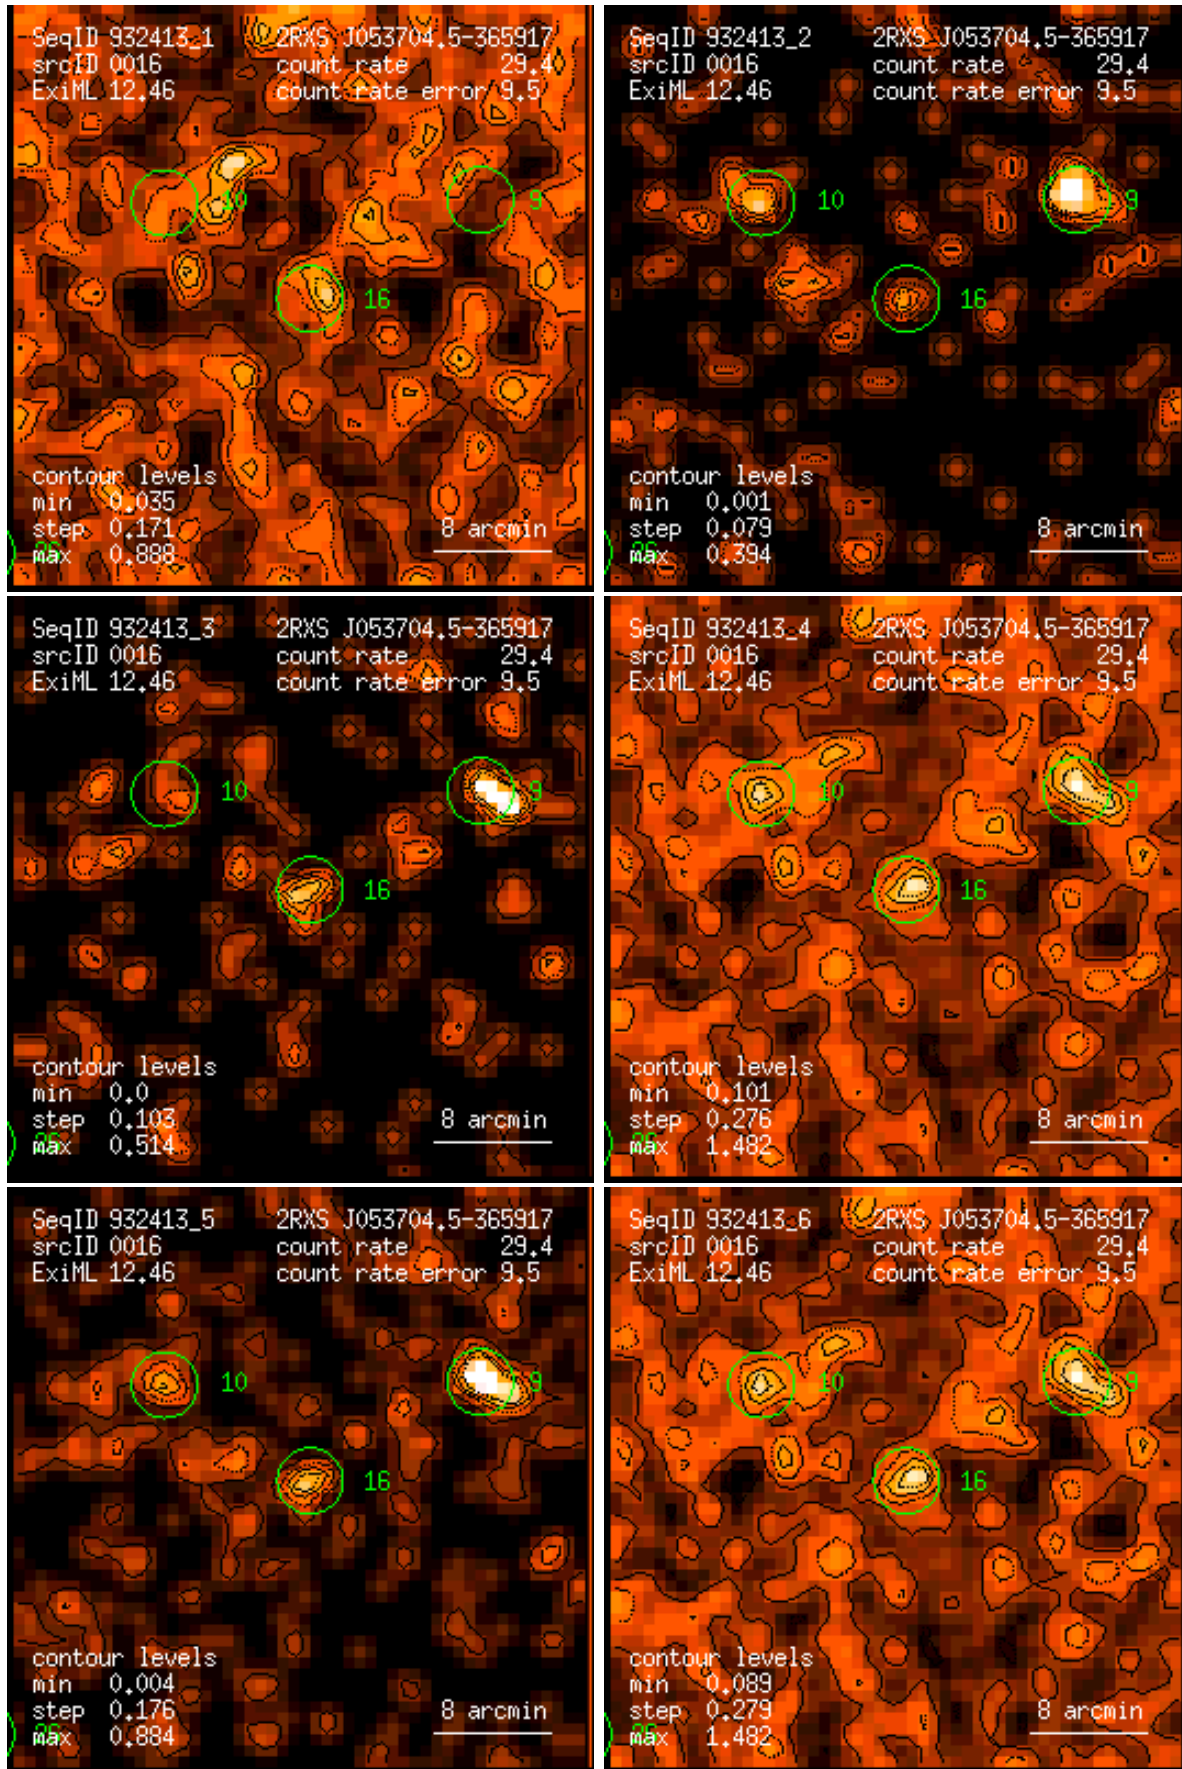 SeqID 932413_1 2RXS J053704.5-365917
srcID 0016 count rate 29.4
ExiML 12.46 count rate error 9.5
10
9
16
contour levels
min 0.035
step 0.171
max 0.888
8 arcmin
SeqID 932413_2 2RXS J053704.5-365917
srcID 0016 count rate 29.4
ExiML 12.46 count rate error 9.5
10
9
16
contour levels
min 0.001
step 0.079
max 0.394
8 arcmin
SeqID 932413_3 2RXS J053704.5-365917
srcID 0016 count rate 29.4
ExiML 12.46 count rate error 9.5
10
9
16
contour levels
min 0.0
step 0.103
max 0.514
8 arcmin
SeqID 932413_4 2RXS J053704.5-365917
srcID 0016 count rate 29.4
ExiML 12.46 count rate error 9.5
10
9
16
contour levels
min 0.101
step 0.276
max 1.482
8 arcmin
SeqID 932413_5 2RXS J053704.5-365917
srcID 0016 count rate 29.4
ExiML 12.46 count rate error 9.5
10
9
16
contour levels
min 0.004
step 0.176
max 0.884
8 arcmin
SeqID 932413_6 2RXS J053704.5-365917
srcID 0016 count rate 29.4
ExiML 12.46 count rate error 9.5
10
9
16
contour levels
min 0.089
step 0.279
max 1.482
8 arcmin